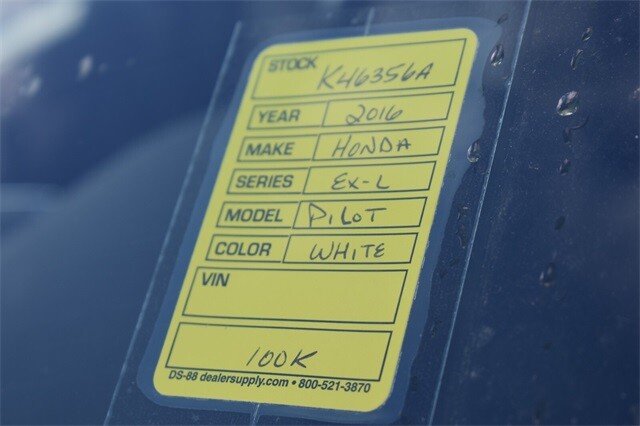 STOCK K46356A
YEAR 2016
MAKE HONDA
SERIES EX-L
MODEL PILOT
COLOR WHITE
VIN
100K
DS-88 dealersupply.com • 800-521-3870